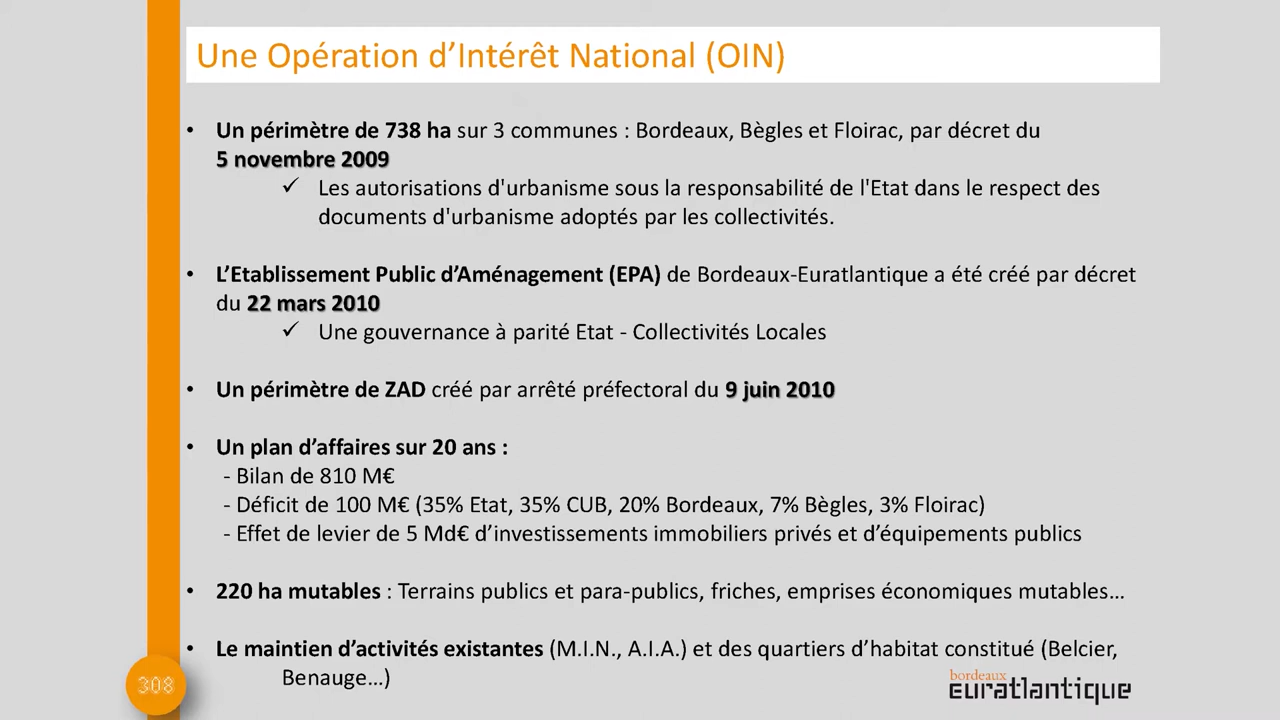 Une Opération d’Intérêt National (OIN)
• Un périmètre de 738 ha sur 3 communes : Bordeaux, Bègles et Floirac, par décret du
5 novembre 2009
✓ Les autorisations d'urbanisme sous la responsabilité de l'Etat dans le respect des
documents d'urbanisme adoptés par les collectivités.
• L’Etablissement Public d’Aménagement (EPA) de Bordeaux-Euratlantique a été créé par décret
du 22 mars 2010
✓ Une gouvernance à parité Etat - Collectivités Locales
• Un périmètre de ZAD créé par arrêté préfectoral du 9 juin 2010
• Un plan d’affaires sur 20 ans :
- Bilan de 810 M€
- Déficit de 100 M€ (35% Etat, 35% CUB, 20% Bordeaux, 7% Bègles, 3% Floirac)
- Effet de levier de 5 Md€ d’investissements immobiliers privés et d’équipements publics
• 220 ha mutables : Terrains publics et para-publics, friches, emprises économiques mutables…
• Le maintien d’activités existantes (M.I.N., A.I.A.) et des quartiers d’habitat constitué (Belcier,
Benauge…)
308
bordeaux
euratlantique